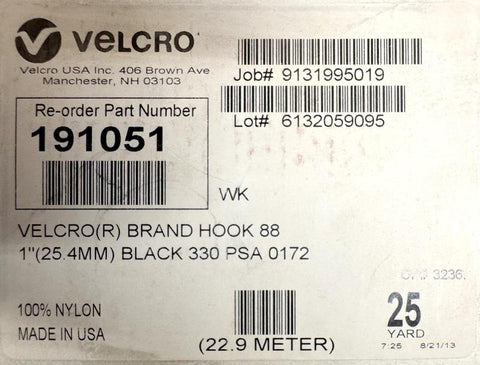 VELCRO
Velcro USA Inc. 406 Brown Ave
Manchester, NH 03103
Job# 9131995019
Lot# 6132059095
Re-order Part Number
191051
WK
VELCRO(R) BRAND HOOK 88
1"(25.4MM) BLACK 330 PSA 0172
3236
100% NYLON
MADE IN USA
(22.9 METER)
25
YARD
7:25 8/21/13